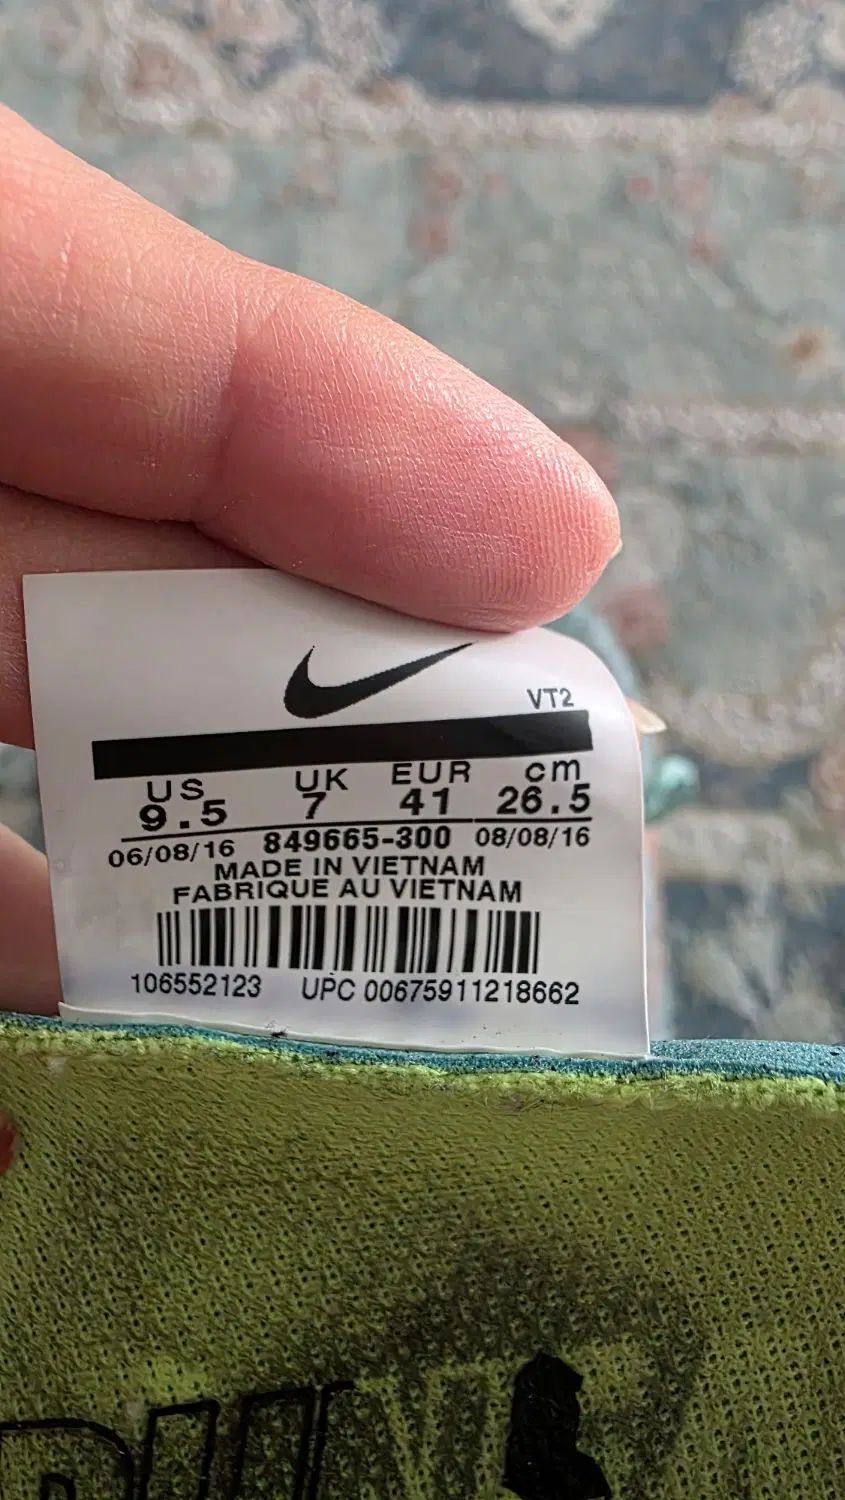 VT2
US UK EUR cm
9.5 7 41 26.5
06/08/16 849665-300 08/08/16
MADE IN VIETNAM
FABRIQUE AU VIETNAM
106552123 UPC 00675911218662